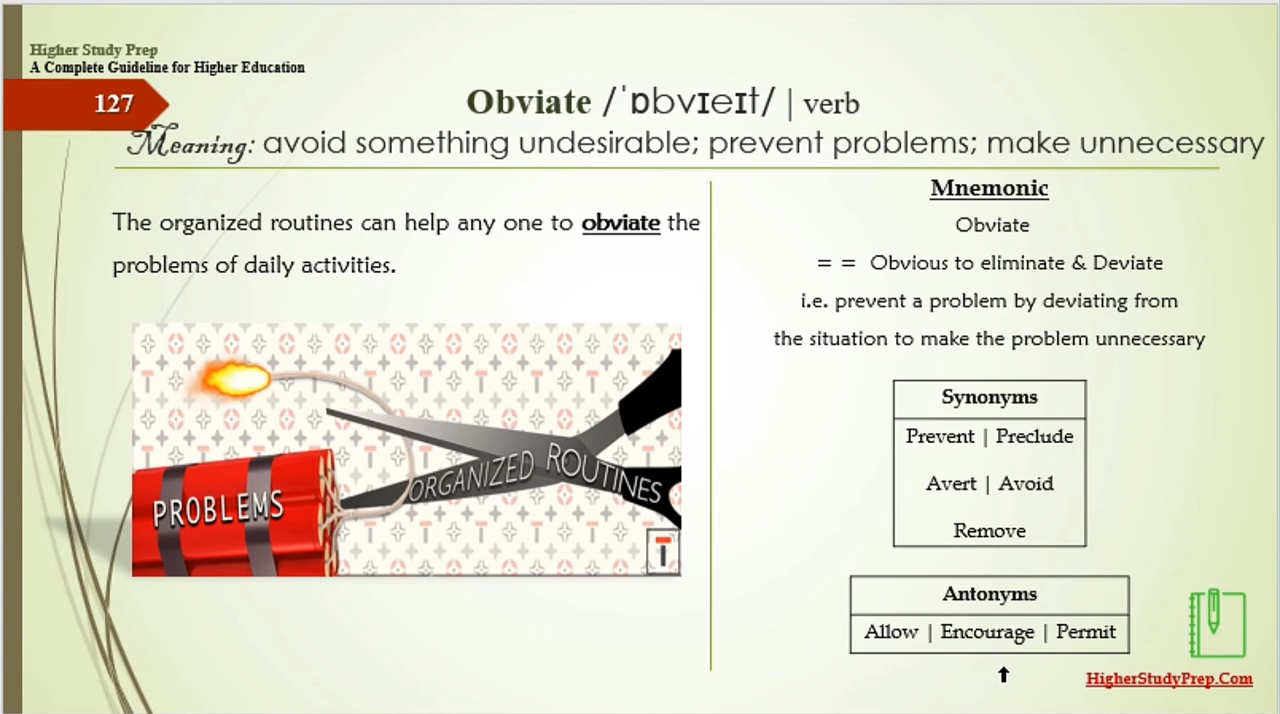 Higher Study Prep
A Complete Guideline for Higher Education
127
Obviate /ˈɒbvɪeɪt/ | verb
Meaning: avoid something undesirable; prevent problems; make unnecessary
The organized routines can help any one to obviate the
problems of daily activities.
PROBLEMS
ORGANIZED ROUTINES
T
Mnemonic
Obviate
= = Obvious to eliminate & Deviate
i.e. prevent a problem by deviating from
the situation to make the problem unnecessary
Synonyms
Prevent | Preclude
Avert | Avoid
Remove
Antonyms
Allow | Encourage | Permit
HigherStudyPrep.Com